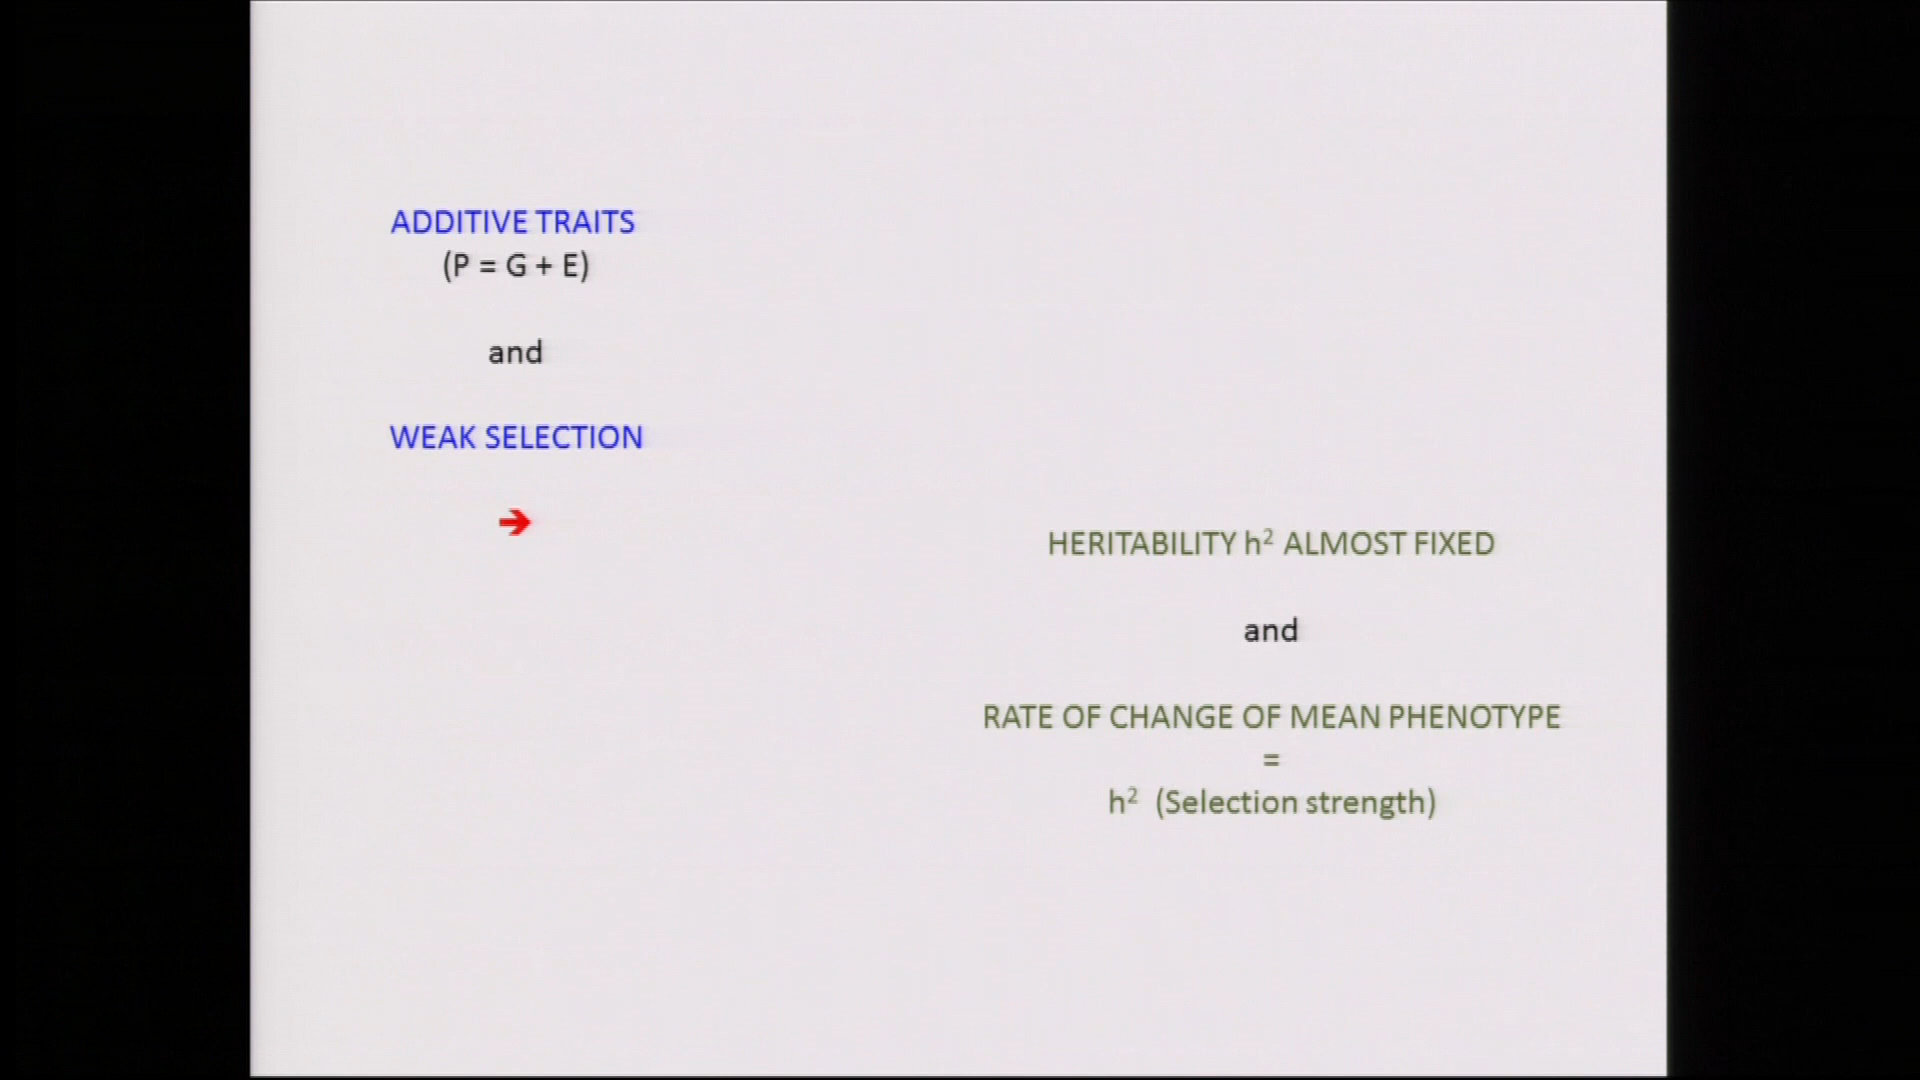 ADDITIVE TRAITS
(P = G + E)
and
WEAK SELECTION
➔
HERITABILITY h² ALMOST FIXED
and
RATE OF CHANGE OF MEAN PHENOTYPE
=
h² (Selection strength)